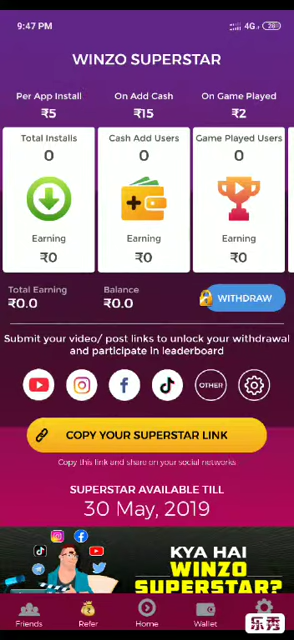 9:47 PM
4G
WINZO SUPERSTAR
Per App Install
On Add Cash
On Game Played
₹5
₹15
₹2
Total Installs
Cash Add Users
Game Played Users
0
0
0
Earning
Earning
Earning
₹0
₹0
₹0
Total Earning
Balance
₹0.0
₹0.0
WITHDRAW
Submit your video/ post links to unlock your withdrawal
and participate in leaderboard
OTHER
COPY YOUR SUPERSTAR LINK
Copy this link and share on your social networks
SUPERSTAR AVAILABLE TILL
30 May, 2019
KYA HAI
WINZO
SUPERSTAR?
Friends
Refer
Home
Wallet
乐秀